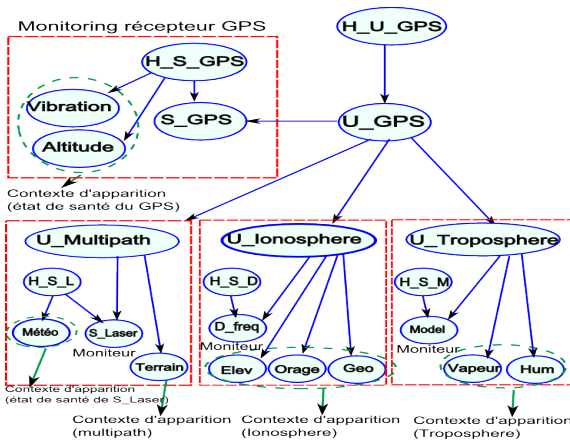 Monitoring récepteur GPS
H_U_GPS
H_S_GPS
Vibration
S_GPS
U_GPS
Altitude
Contexte d'apparition
(état de santé du GPS)
U_Multipath
U_Ionosphere
U_Troposphere
H_S_L
H_S_D
H_S_M
Météo
S_Laser
D_freq
Model
Moniteur
Moniteur
Moniteur
Terrain
Elev
Orage
Geo
Vapeur
Hum
Contexte d'apparition
(état de santé de S_Laser)
Contexte d'apparition
(multipath)
Contexte d'apparition
(Ionosphere)
Contexte d'apparition
(Troposphere)